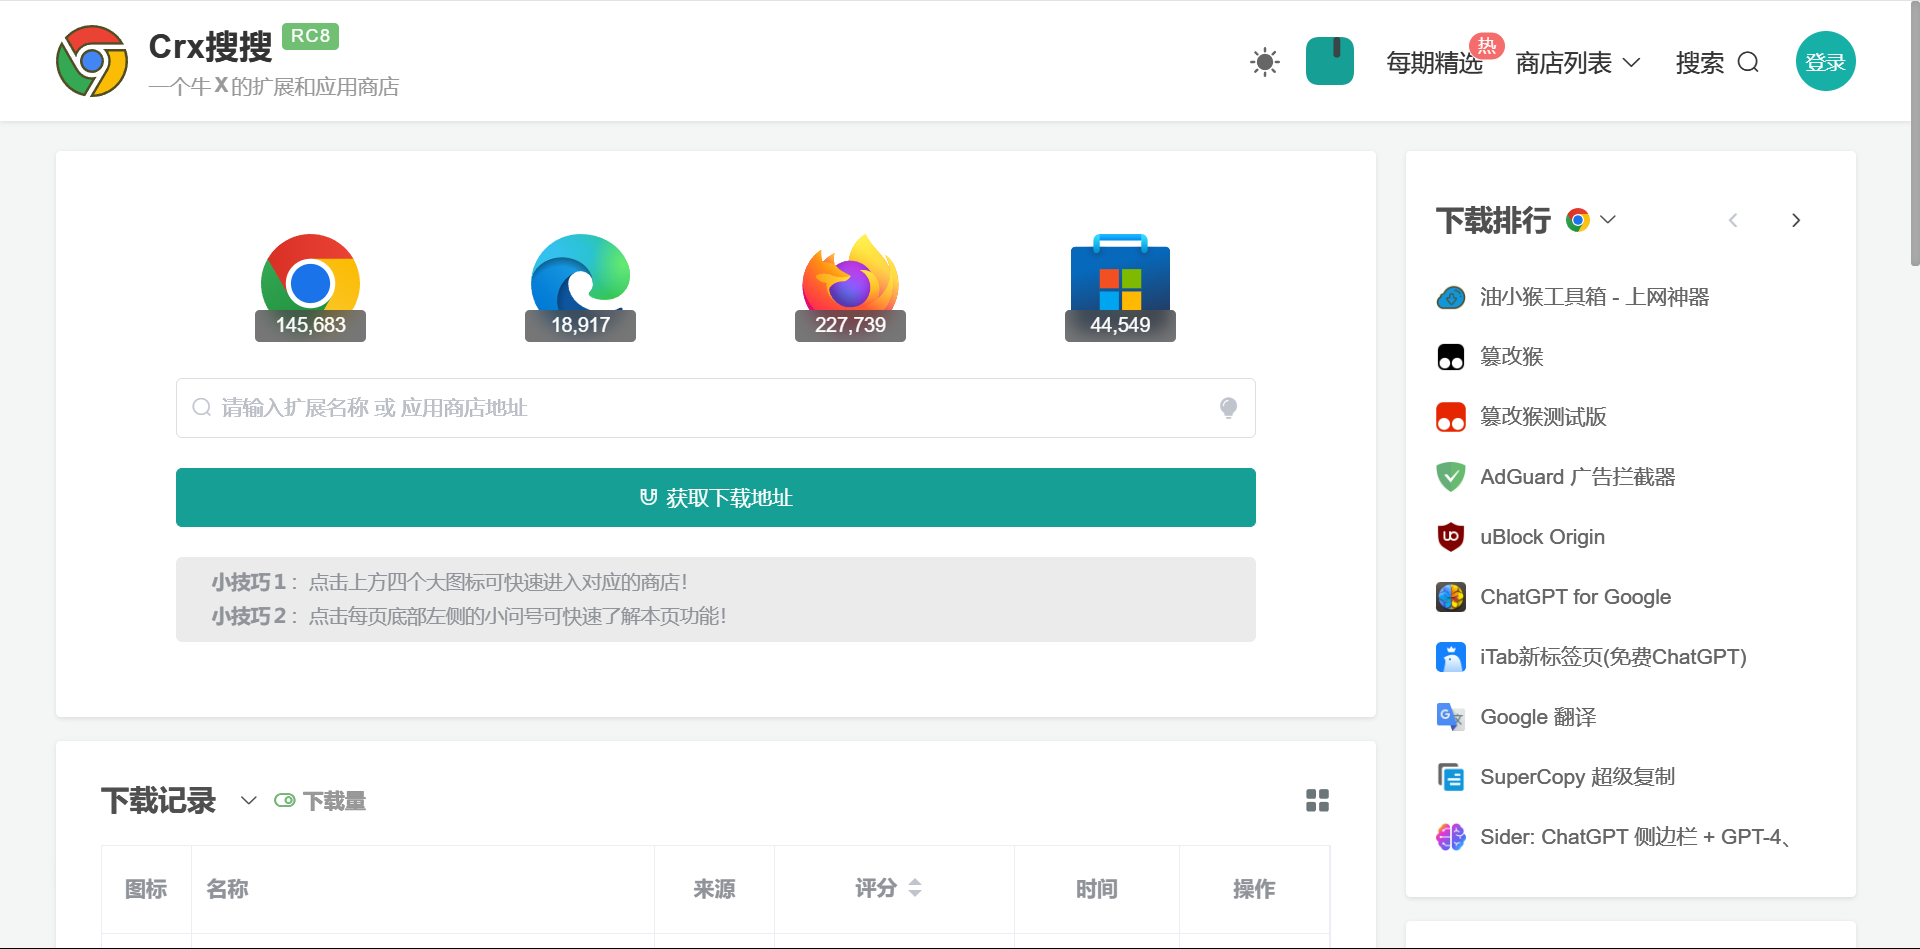 Crx搜搜 RC8
一个牛X的扩展和应用商店
每期精选 热
商店列表
搜索
登录
145,683
18,917
227,739
44,549
请输入扩展名称 或 应用商店地址
获取下载地址
小技巧1：点击上方四个大图标可快速进入对应的商店！
小技巧2：点击每页底部左侧的小问号可快速了解本页功能！
下载记录 下载量
图标 名称 来源 评分 时间 操作
下载排行
油小猴工具箱 - 上网神器
篡改猴
篡改猴测试版
AdGuard 广告拦截器
uBlock Origin
ChatGPT for Google
iTab新标签页(免费ChatGPT)
Google 翻译
SuperCopy 超级复制
Sider: ChatGPT 侧边栏 + GPT-4、